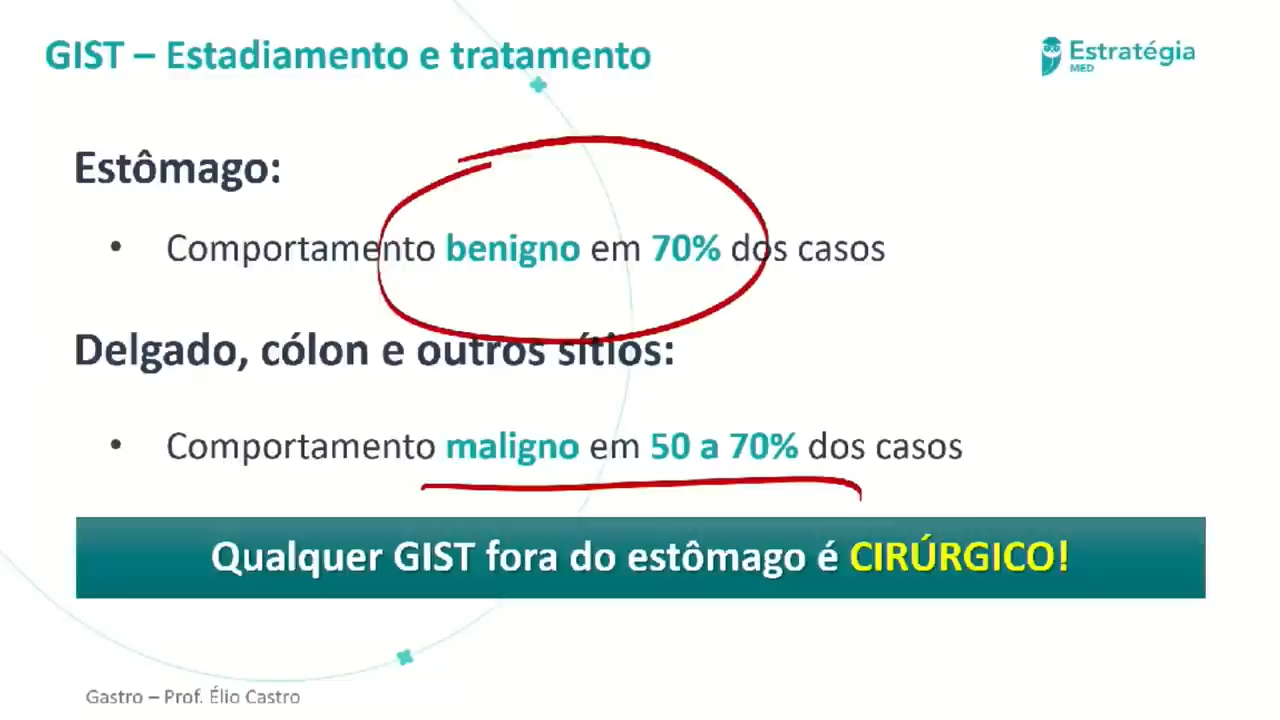 GIST – Estadiamento e tratamento
Estratégia
MED
Estômago:
• Comportamento benigno em 70% dos casos
Delgado, cólon e outros sítios:
• Comportamento maligno em 50 a 70% dos casos
Qualquer GIST fora do estômago é CIRÚRGICO!
Gastro – Prof. Élio Castro